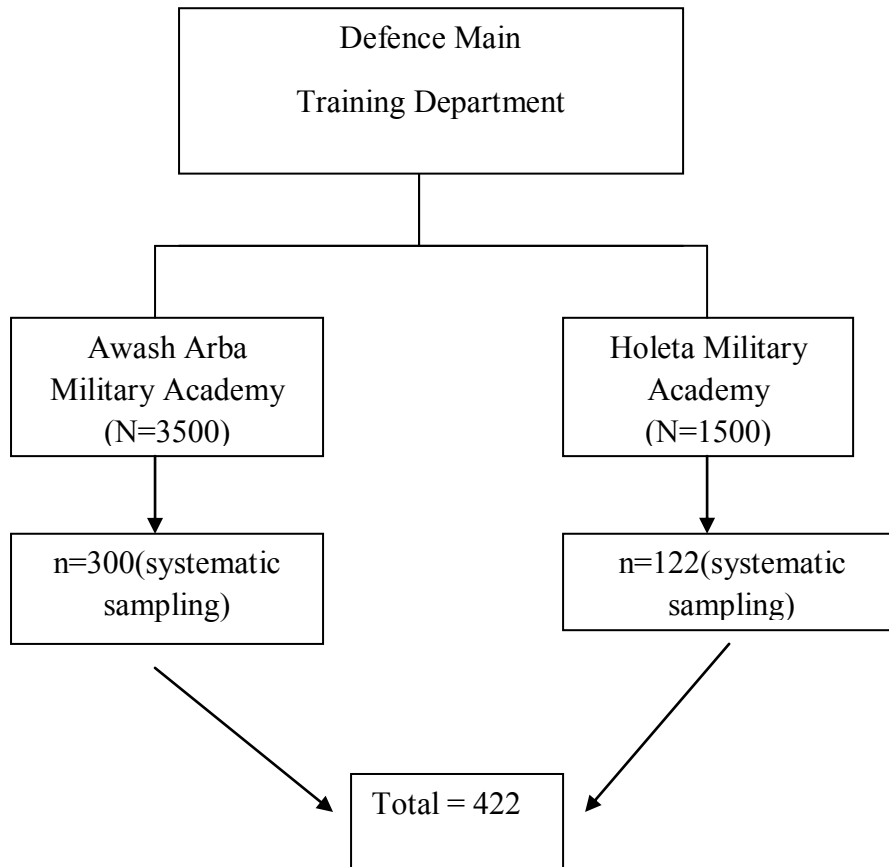 Defence Main
Training Department
Awash Arba
Military Academy
(N=3500)
Holeta Military
Academy
(N=1500)
n=300(systematic
sampling)
n=122(systematic
sampling)
Total = 422